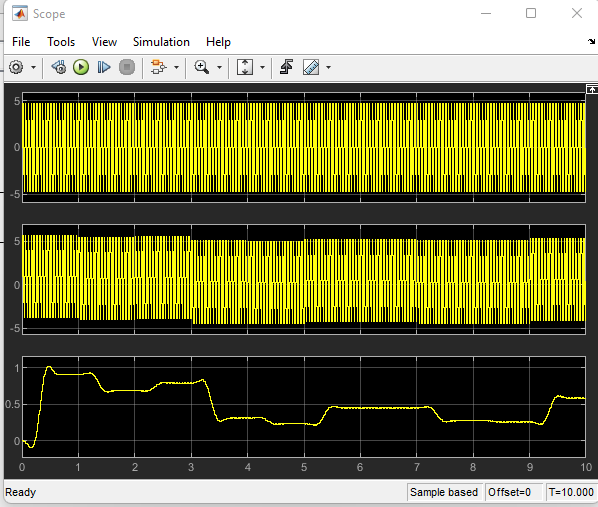 Scope
File Tools View Simulation Help
5
0
-5
5
0
-5
1
0.5
0
0 1 2 3 4 5 6 7 8 9 10
Ready Sample based Offset=0 T=10.000